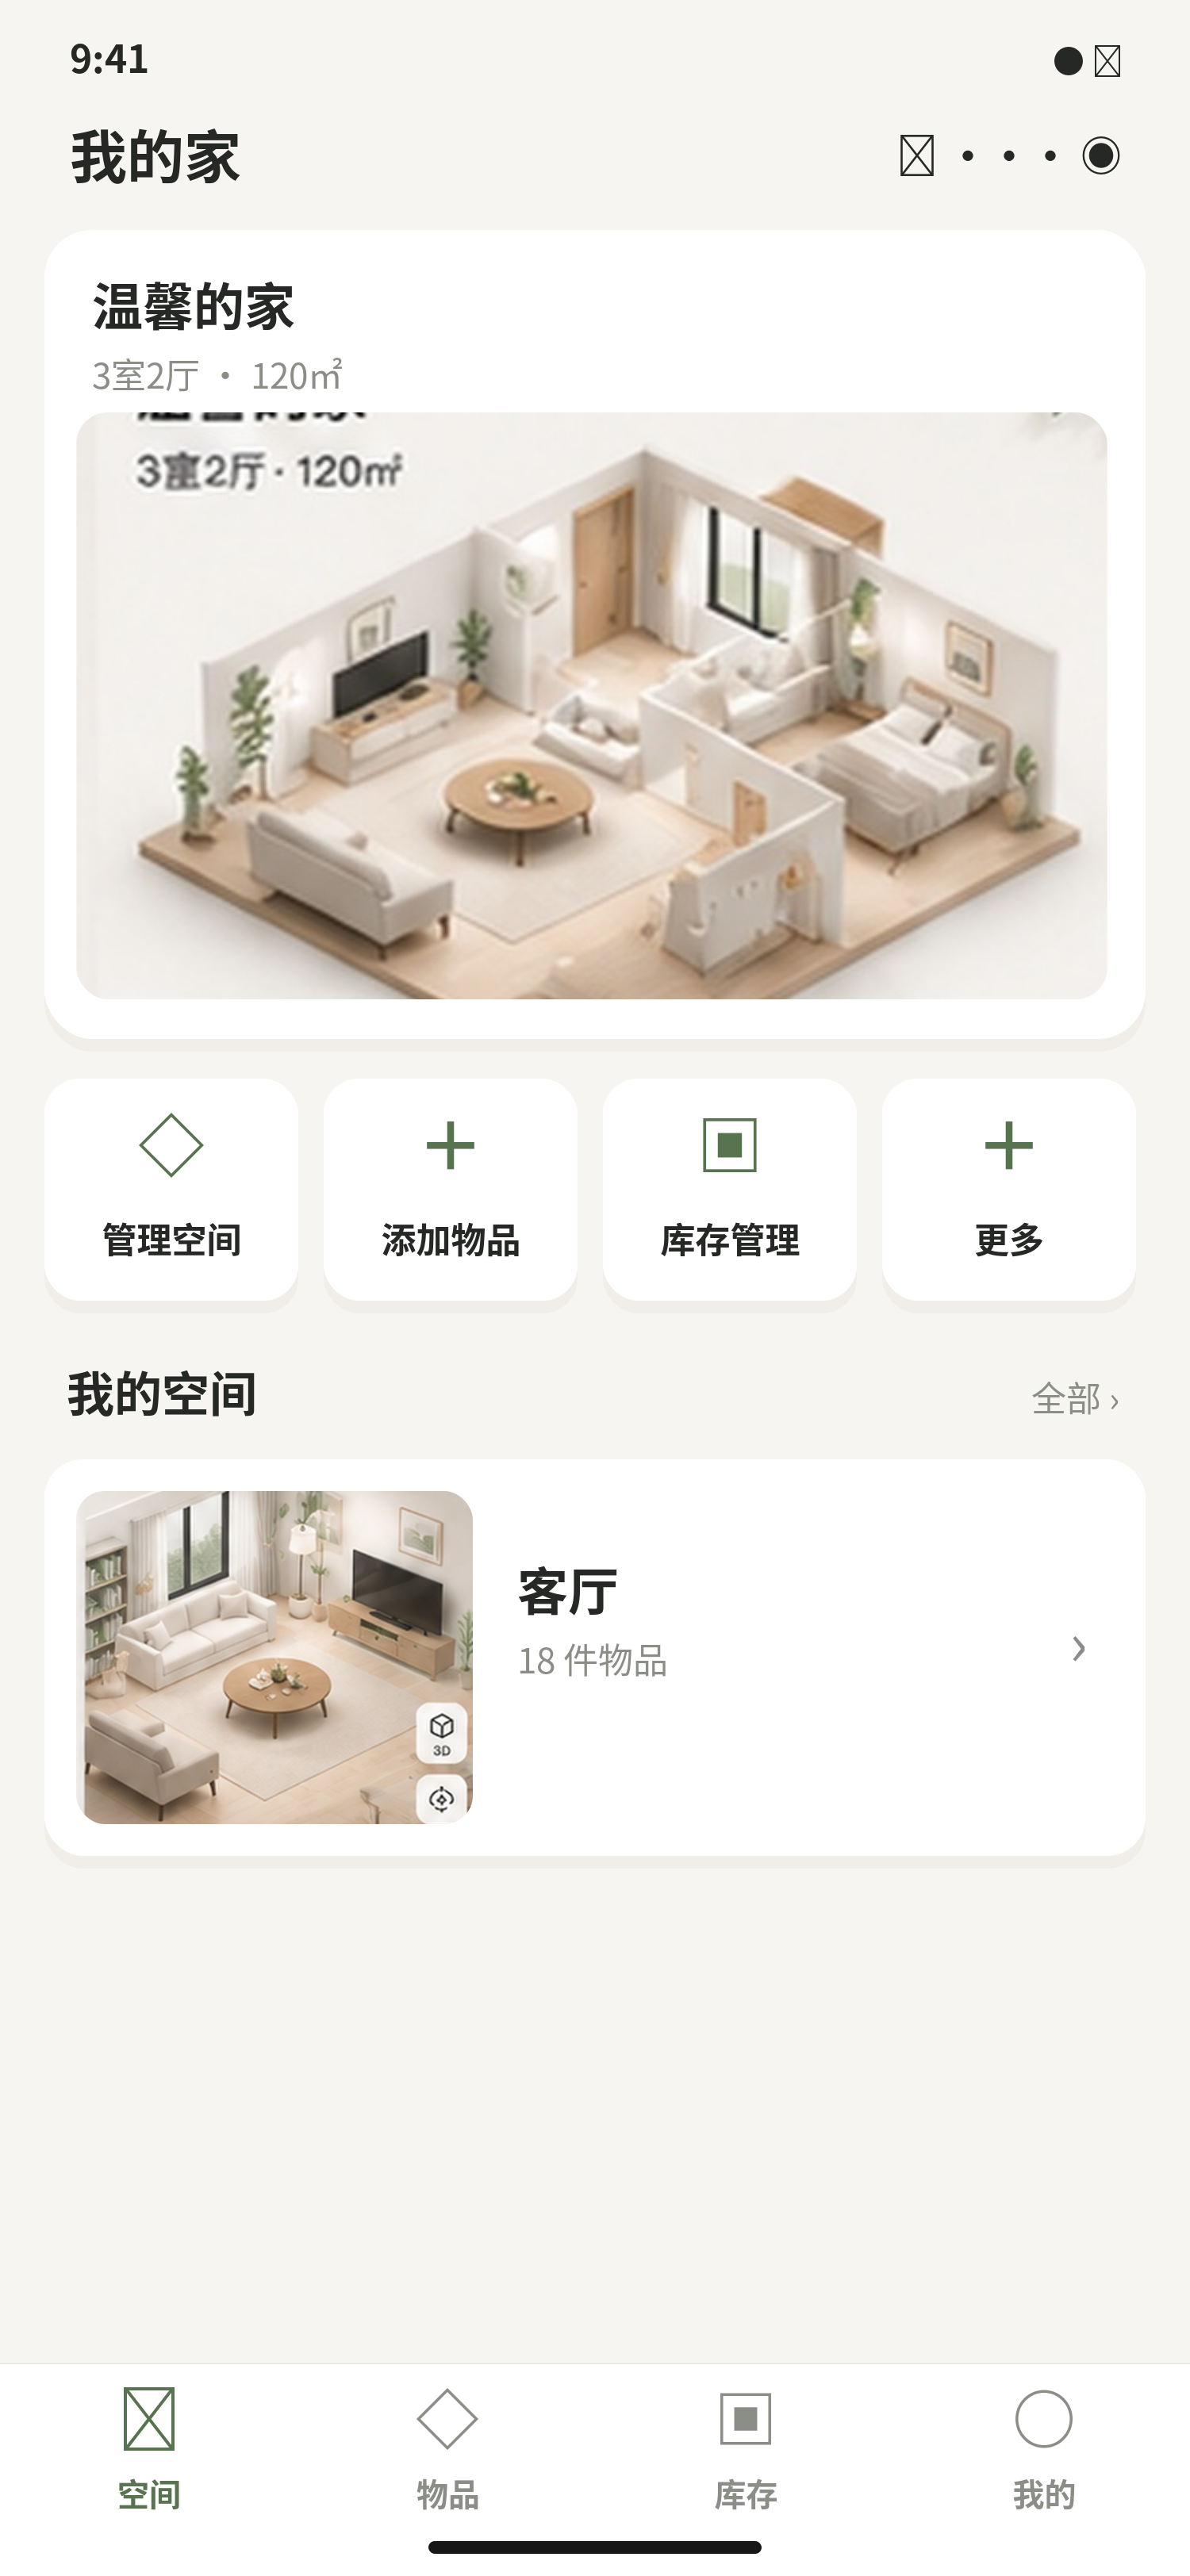 9:41
我的家
温馨的家
3室2厅 · 120㎡
3室2厅 · 120㎡
管理空间
添加物品
库存管理
更多
我的空间
全部 ›
客厅
18 件物品
›
3D
空间
物品
库存
我的